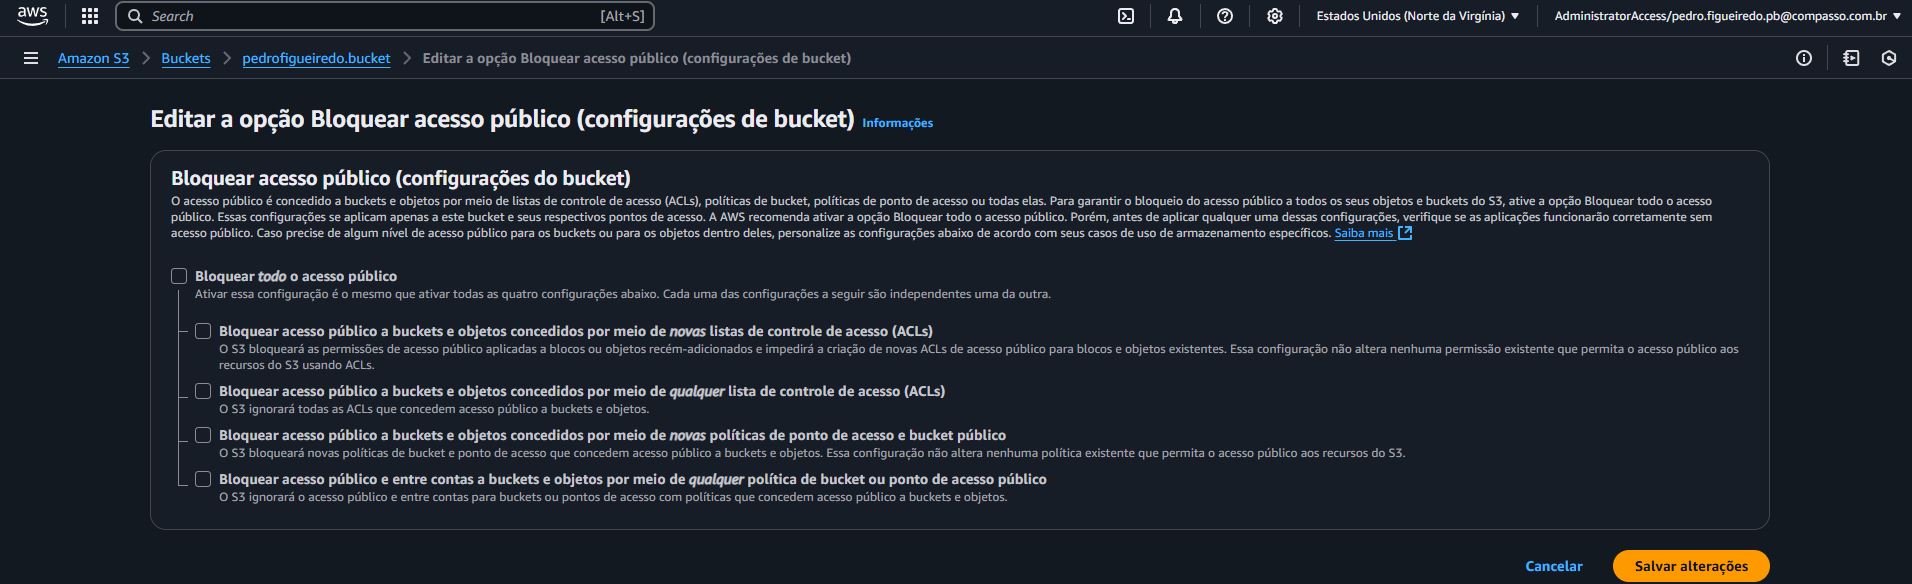 aws
Search [Alt+S] Estados Unidos (Norte da Virgínia) AdministratorAccess/pedro.figueiredo.pb@compasso.com.br
Amazon S3 Buckets pedrofigueiredo.bucket Editar a opção Bloquear acesso público (configurações de bucket)
Editar a opção Bloquear acesso público (configurações de bucket) Informações
Bloquear acesso público (configurações do bucket)
O acesso público é concedido a buckets e objetos por meio de listas de controle de acesso (ACLs), políticas de bucket, políticas de ponto de acesso ou todas elas. Para garantir o bloqueio do acesso público a todos os seus objetos e buckets do S3, ative a opção Bloquear todo o acesso
público. Essas configurações se aplicam apenas a este bucket e seus respectivos pontos de acesso. A AWS recomenda ativar a opção Bloquear todo o acesso público. Porém, antes de aplicar qualquer uma dessas configurações, verifique se as aplicações funcionarão corretamente sem
acesso público. Caso precise de algum nível de acesso público para os buckets ou para os objetos dentro deles, personalize as configurações abaixo de acordo com seus casos de uso de armazenamento específicos. Saiba mais
Bloquear todo o acesso público
Ativar essa configuração é o mesmo que ativar todas as quatro configurações abaixo. Cada uma das configurações a seguir são independentes uma da outra.
Bloquear acesso público a buckets e objetos concedidos por meio de novas listas de controle de acesso (ACLs)
O S3 bloqueará as permissões de acesso público aplicadas a blocos ou objetos recém-adicionados e impedirá a criação de novas ACLs de acesso público para blocos e objetos existentes. Essa configuração não altera nenhuma permissão existente que permita o acesso público aos
recursos do S3 usando ACLs.
Bloquear acesso público a buckets e objetos concedidos por meio de qualquer lista de controle de acesso (ACLs)
O S3 ignorará todas as ACLs que concedem acesso público a buckets e objetos.
Bloquear acesso público a buckets e objetos concedidos por meio de novas políticas de ponto de acesso e bucket público
O S3 bloqueará novas políticas de bucket e ponto de acesso que concedem acesso público a buckets e objetos. Essa configuração não altera nenhuma política existente que permita o acesso público aos recursos do S3.
Bloquear acesso público e entre contas a buckets e objetos por meio de qualquer política de bucket ou ponto de acesso público
O S3 ignorará o acesso público e entre contas para buckets ou pontos de acesso com políticas que concedem acesso público a buckets e objetos.
Cancelar Salvar alterações